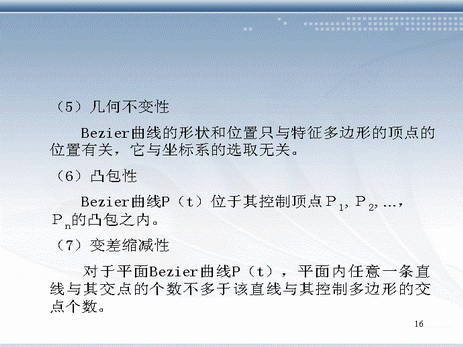 （5）几何不变性
Bezier曲线的形状和位置只与特征多边形的顶点的
位置有关，它与坐标系的选取无关。
（6）凸包性
Bezier曲线P（t）位于其控制顶点P1,P2,…，
Pn的凸包之内。
（7）变差缩减性
对于平面Bezier曲线P（t），平面内任意一条直
线与其交点的个数不多于该直线与其控制多边形的交
点个数。
16